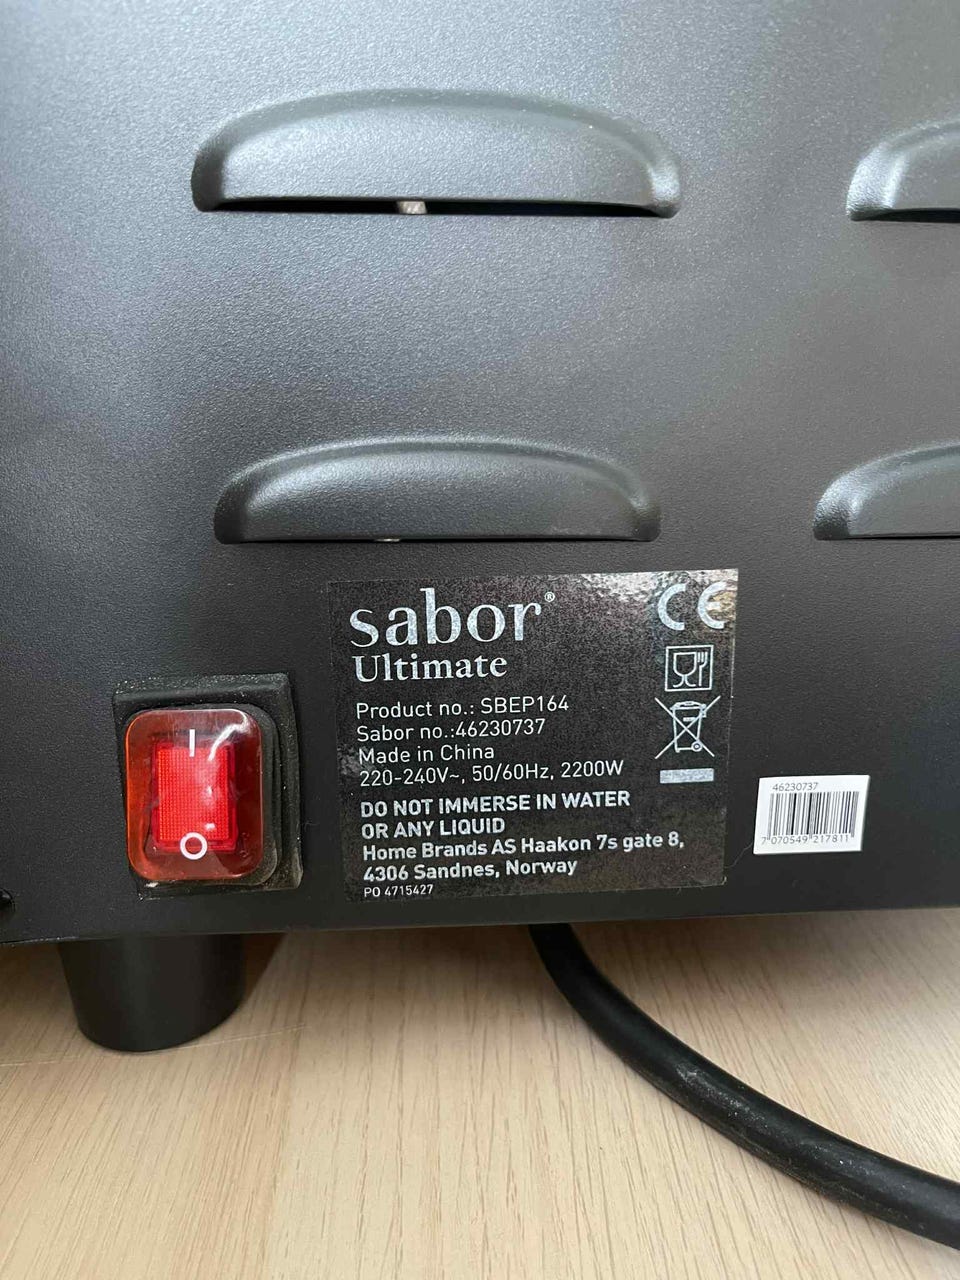 sabor®
Ultimate
Product no.: SBEP164
Sabor no.:46230737
Made in China
220-240V~, 50/60Hz, 2200W
DO NOT IMMERSE IN WATER
OR ANY LIQUID
Home Brands AS Haakon 7s gate 8,
4306 Sandnes, Norway
PO 4715427
CE
46230737
7 070549 217811
I
O